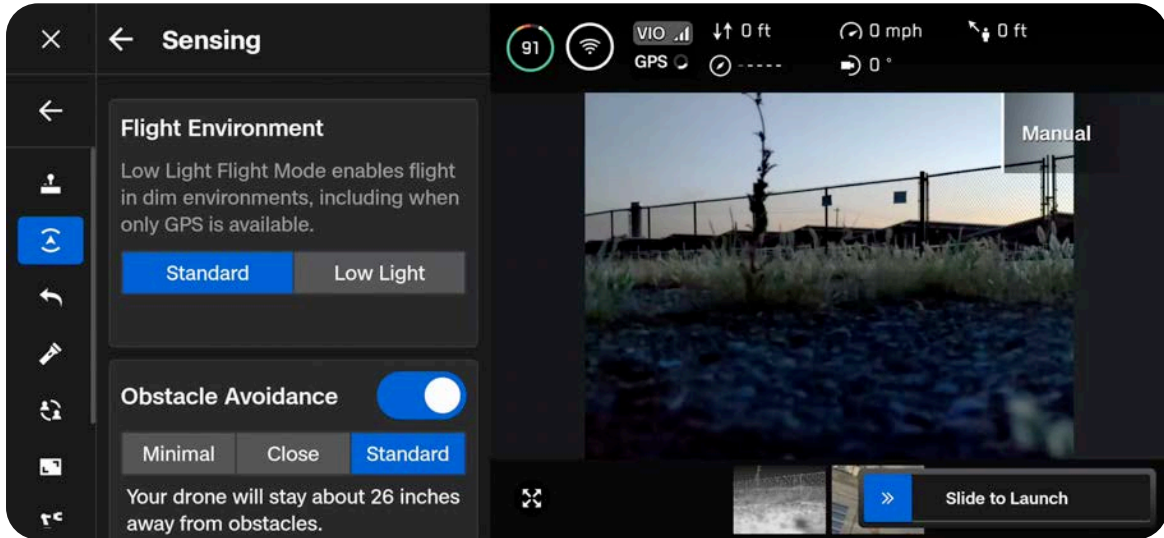 Sensing
Flight Environment
Low Light Flight Mode enables flight
in dim environments, including when
only GPS is available.
Standard
Low Light
Obstacle Avoidance
Minimal
Close
Standard
Your drone will stay about 26 inches
away from obstacles.
91
VIO
0 ft
0 mph
0 ft
GPS
-----
0 °
Manual
Slide to Launch